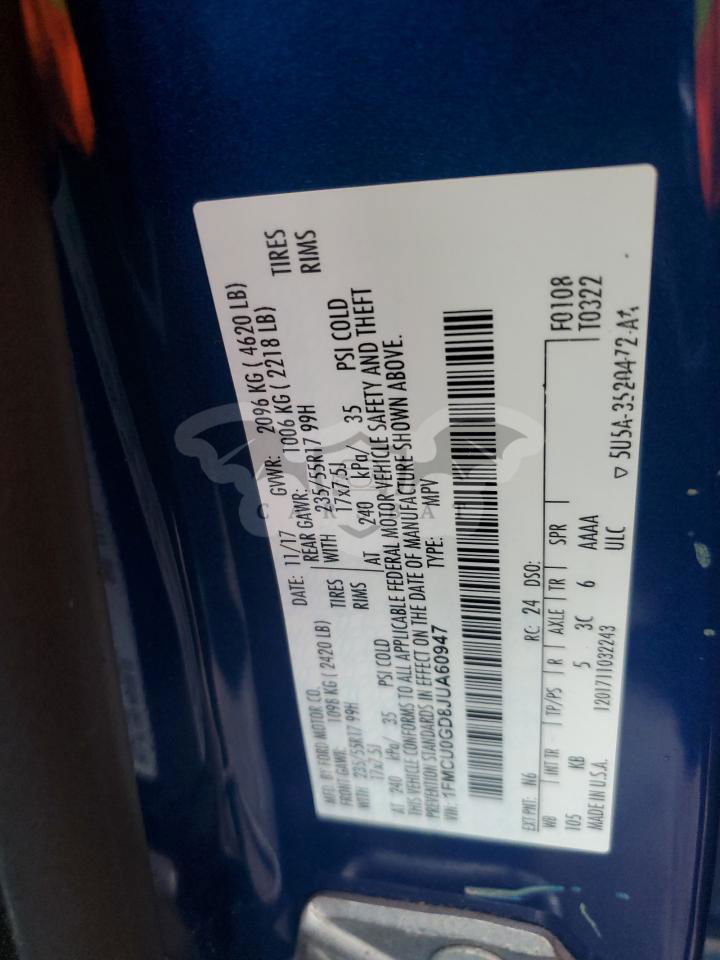 MFD. BY FORD MOTOR CO.
DATE: 11/17 GVWR: 2096 KG ( 4620 LB)
FRONT GAWR: 1098 KG ( 2420 LB) REAR GAWR: 1006 KG ( 2218 LB)
WITH 235/55R17 99H TIRES WITH 235/55R17 99H TIRES
17x7.5J RIMS 17x7.5J RIMS
AT 240 kPa/ 35 PSI COLD AT 240 kPa/ 35 PSI COLD
THIS VEHICLE CONFORMS TO ALL APPLICABLE FEDERAL MOTOR VEHICLE SAFETY AND THEFT
PREVENTION STANDARDS IN EFFECT ON THE DATE OF MANUFACTURE SHOWN ABOVE.
VIN: 1FMCU0GD8JUA60947 TYPE: MPV
EXT PNT: N6 RC: 24 DSO: F0108
WB INT TR TP/PS R AXLE TR SPR T0322
105 KB 5 3C 6 AAAA
MADE IN U.S.A. 1201711032243 ULC
▽ 5U5A-3520472-AA